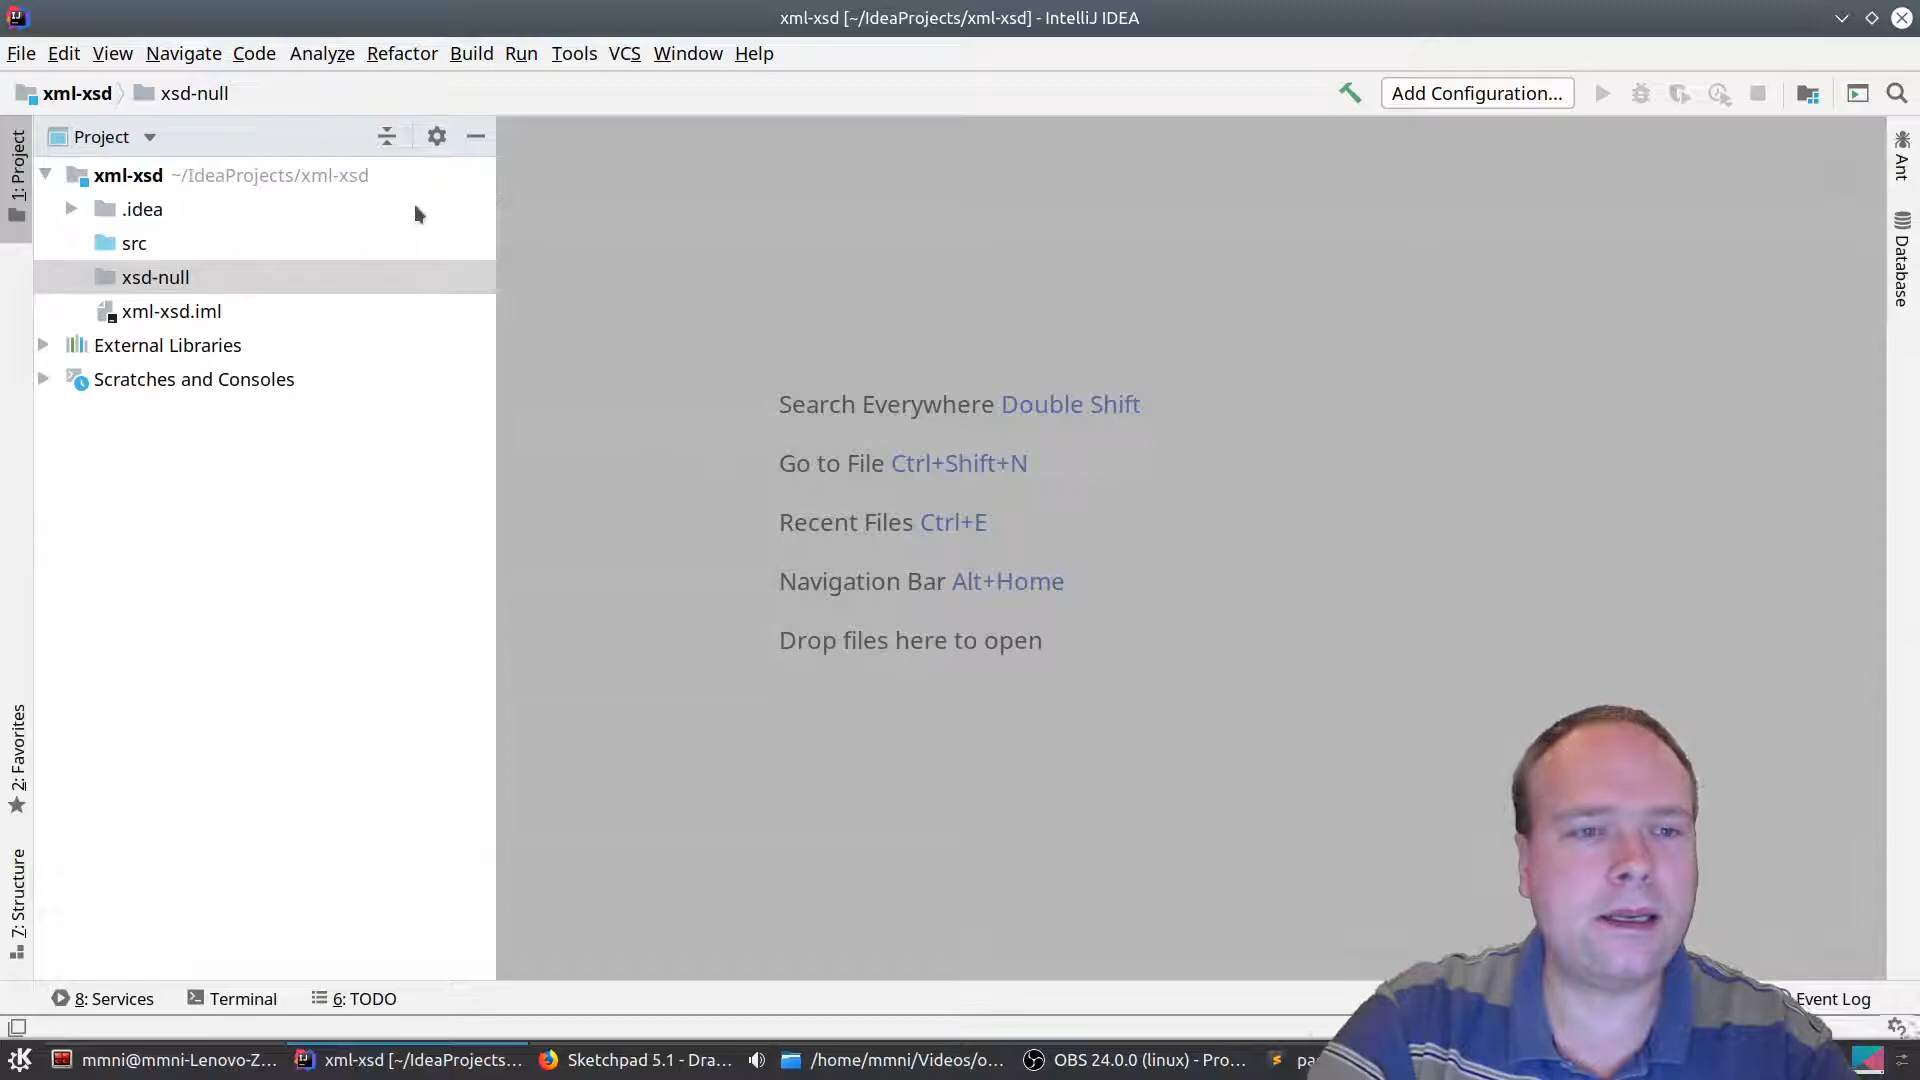 xml-xsd [~/IdeaProjects/xml-xsd] - IntelliJ IDEA
File Edit View Navigate Code Analyze Refactor Build Run Tools VCS Window Help
xml-xsd xsd-null
Add Configuration...
1: Project
Project
xml-xsd ~/IdeaProjects/xml-xsd
.idea
src
xsd-null
xml-xsd.iml
External Libraries
Scratches and Consoles
Search Everywhere Double Shift
Go to File Ctrl+Shift+N
Recent Files Ctrl+E
Navigation Bar Alt+Home
Drop files here to open
Ant
Database
2: Favorites
7: Structure
8: Services Terminal 6: TODO
Event Log
mmni@mmni-Lenovo-Z... xml-xsd [~/IdeaProjects... Sketchpad 5.1 - Dra... /home/mmni/Videos/o... OBS 24.0.0 (linux) - Pro...